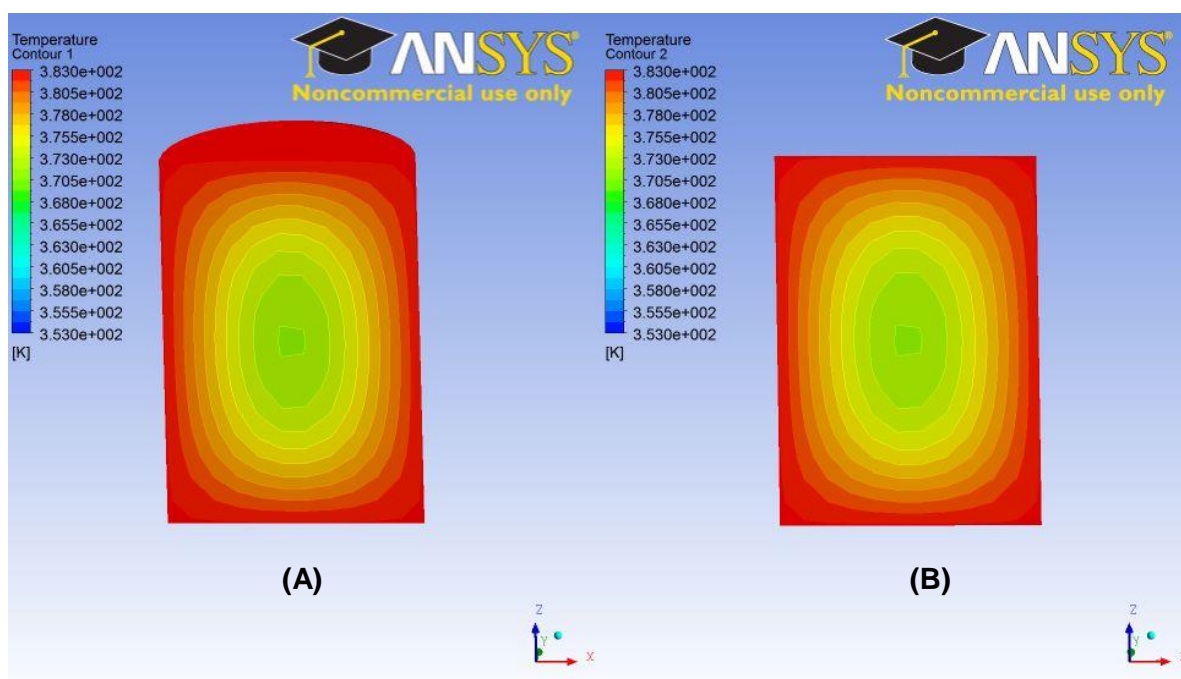 Temperature
Contour 1
3.830e+002
3.805e+002
3.780e+002
3.755e+002
3.730e+002
3.705e+002
3.680e+002
3.655e+002
3.630e+002
3.605e+002
3.580e+002
3.555e+002
3.530e+002
[K]
ANSYS®
Noncommercial use only
(A)
Z
Y
X
Temperature
Contour 2
3.830e+002
3.805e+002
3.780e+002
3.755e+002
3.730e+002
3.705e+002
3.680e+002
3.655e+002
3.630e+002
3.605e+002
3.580e+002
3.555e+002
3.530e+002
[K]
ANSYS®
Noncommercial use only
(B)
Z
Y